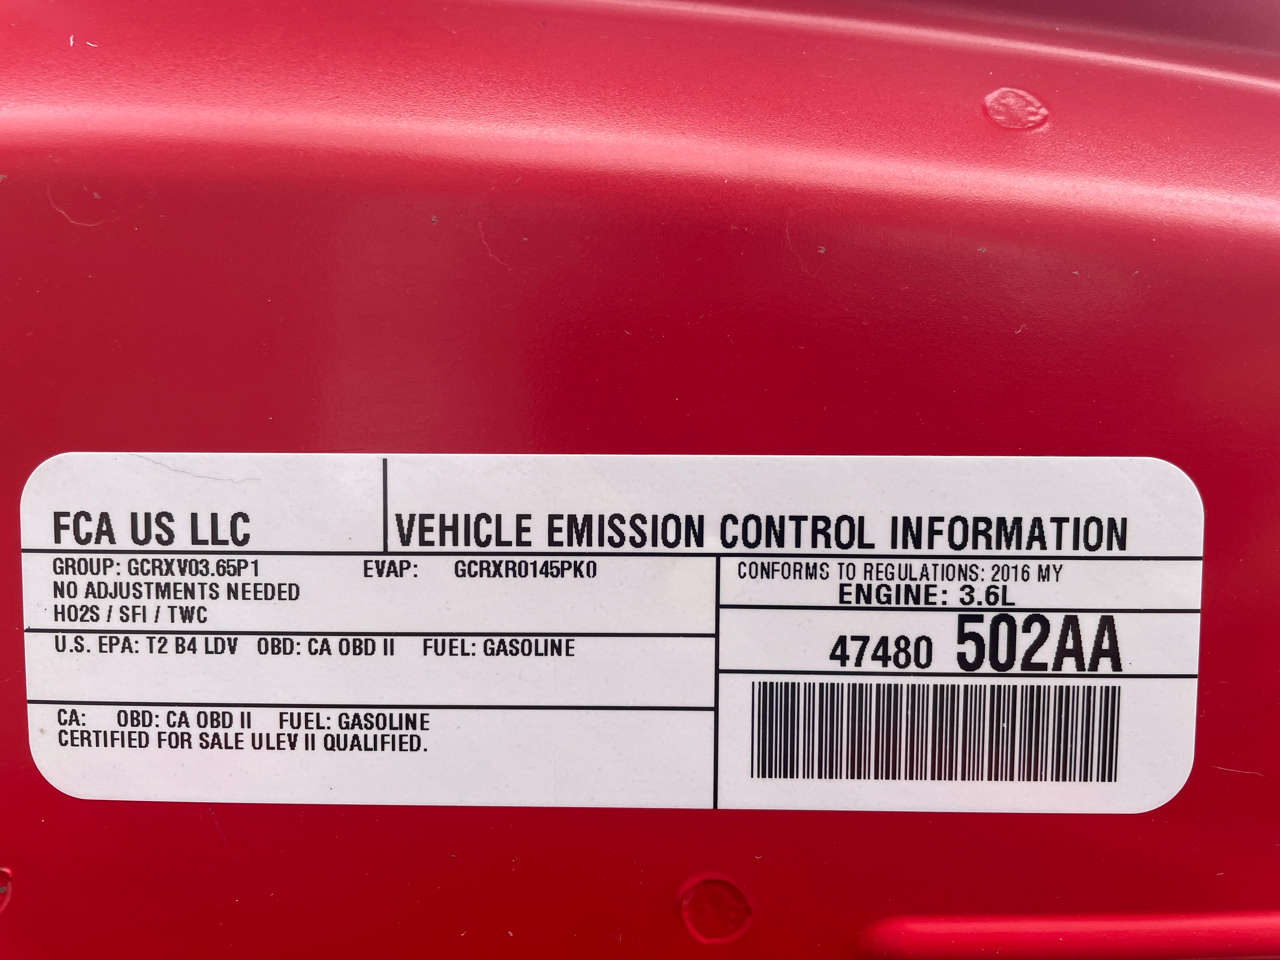 FCA US LLC
VEHICLE EMISSION CONTROL INFORMATION
GROUP: GCRXV03.65P1 EVAP: GCRXR0145PK0
NO ADJUSTMENTS NEEDED
HO2S / SFI / TWC
CONFORMS TO REGULATIONS: 2016 MY
ENGINE: 3.6L
U.S. EPA: T2 B4 LDV OBD: CA OBD II FUEL: GASOLINE
47480 502AA
CA: OBD: CA OBD II FUEL: GASOLINE
CERTIFIED FOR SALE ULEV II QUALIFIED.